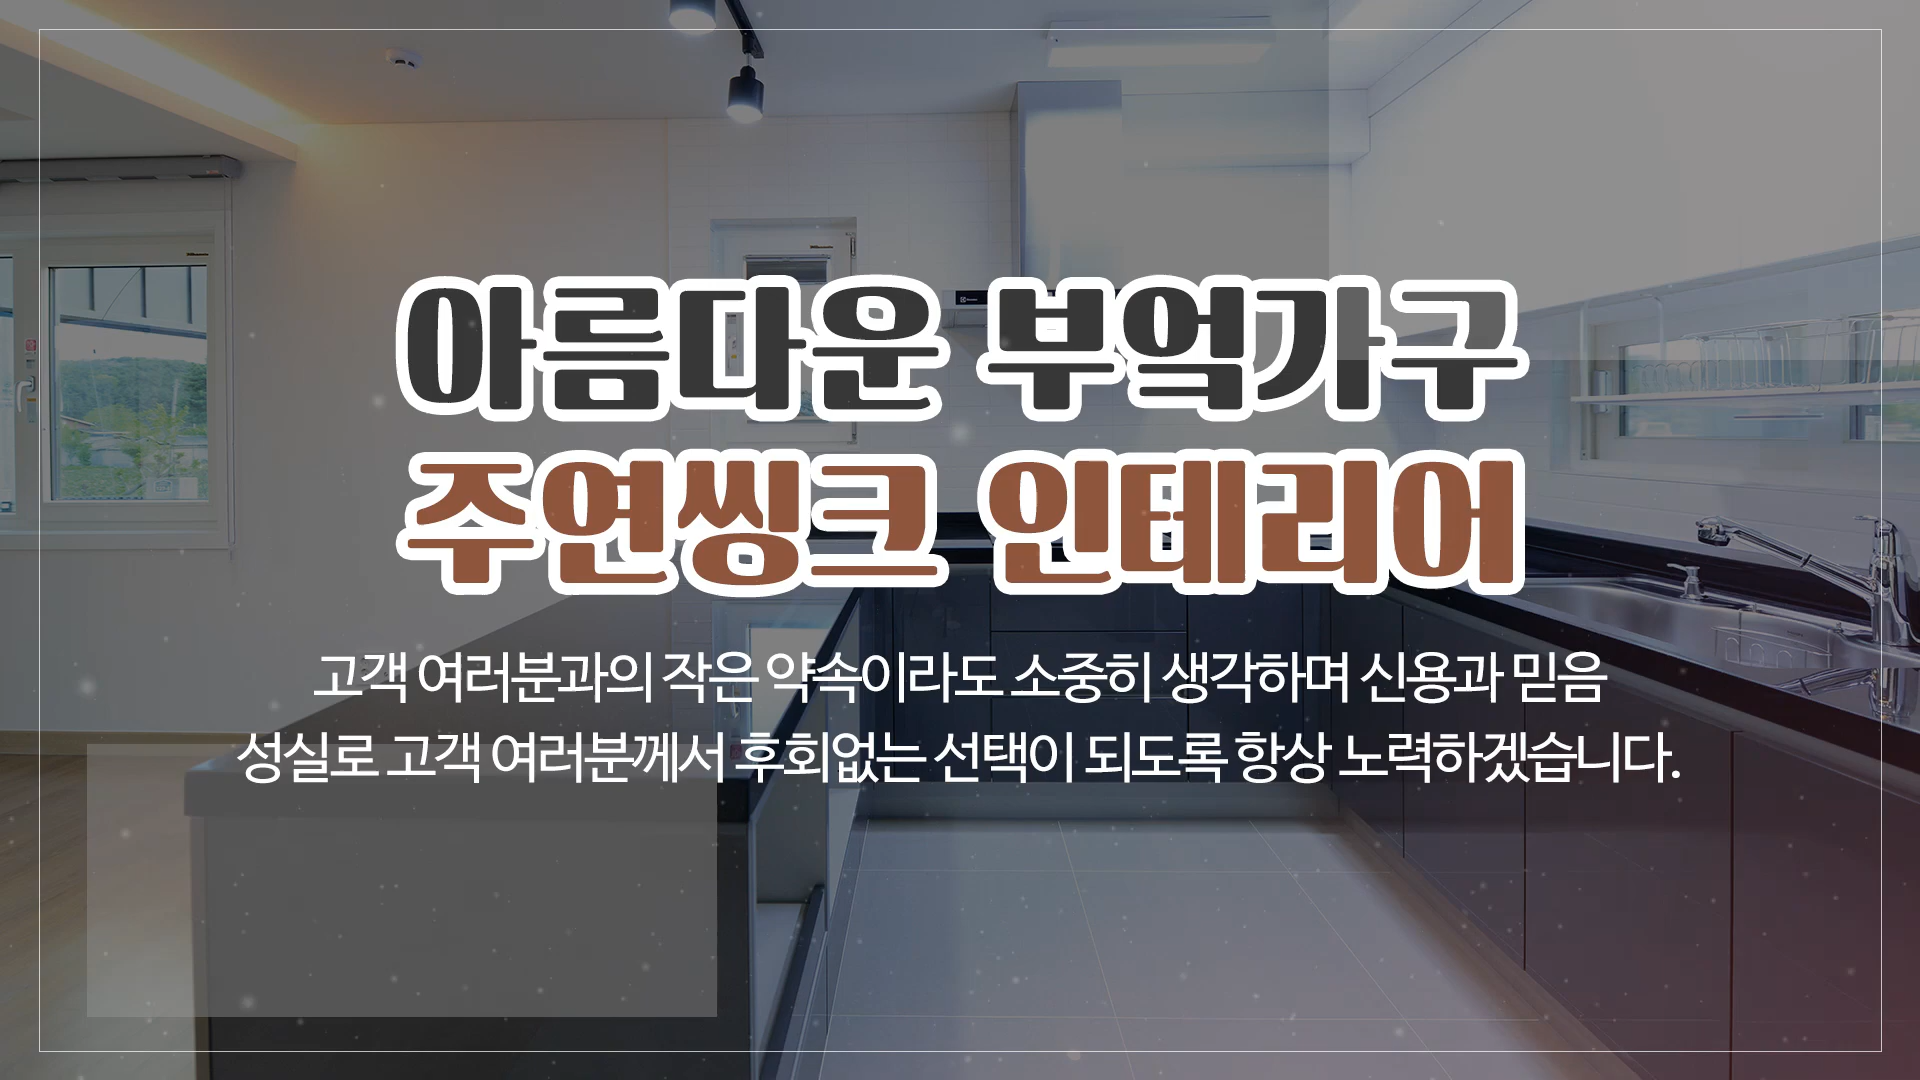 아름다운 부엌가구
주연씽크 인테리어
고객 여러분과의 작은 약속이라도 소중히 생각하며 신용과 믿음
성실로 고객 여러분께서 후회없는 선택이 되도록 항상 노력하겠습니다.